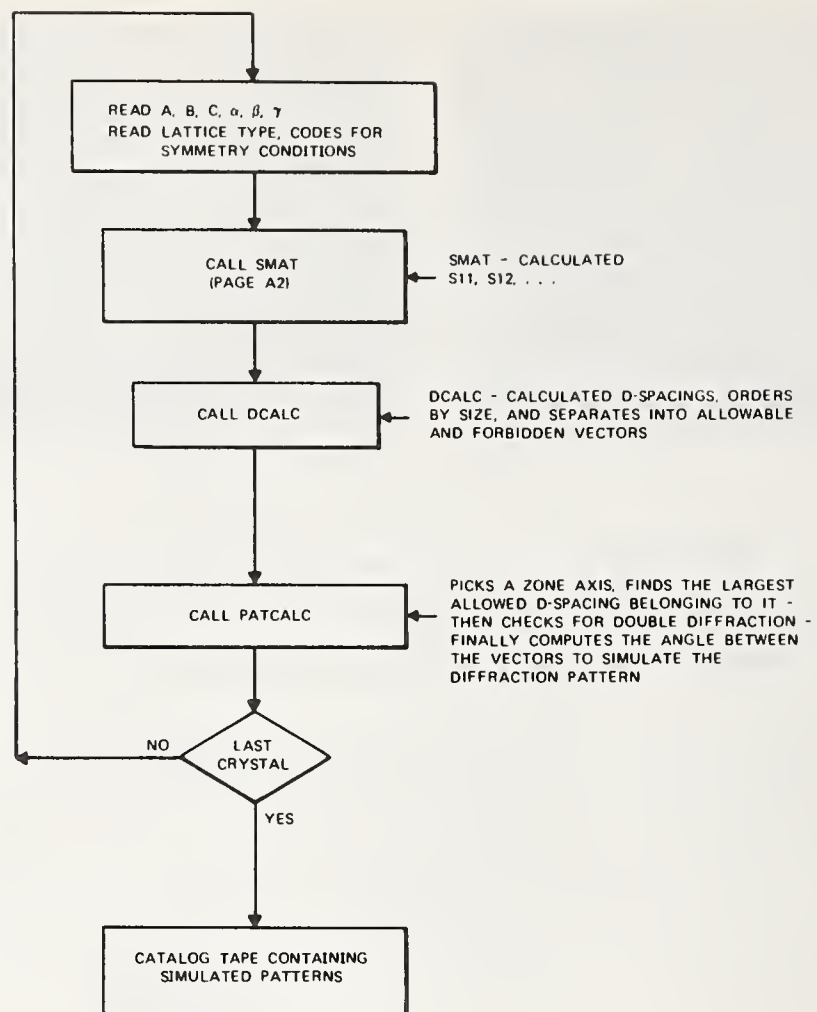 READ A, B, C, α, β, γ
READ LATTICE TYPE, CODES FOR
SYMMETRY CONDITIONS
CALL SMAT
(PAGE A2)
SMAT - CALCULATED
S11, S12, . . .
CALL DCALC
DCALC - CALCULATED D-SPACINGS, ORDERS
BY SIZE, AND SEPARATES INTO ALLOWABLE
AND FORBIDDEN VECTORS
CALL PATCALC
PICKS A ZONE AXIS, FINDS THE LARGEST
ALLOWED D-SPACING BELONGING TO IT -
THEN CHECKS FOR DOUBLE DIFFRACTION -
FINALLY COMPUTES THE ANGLE BETWEEN
THE VECTORS TO SIMULATE THE
DIFFRACTION PATTERN
LAST
CRYSTAL
NO
YES
CATALOG TAPE CONTAINING
SIMULATED PATTERNS